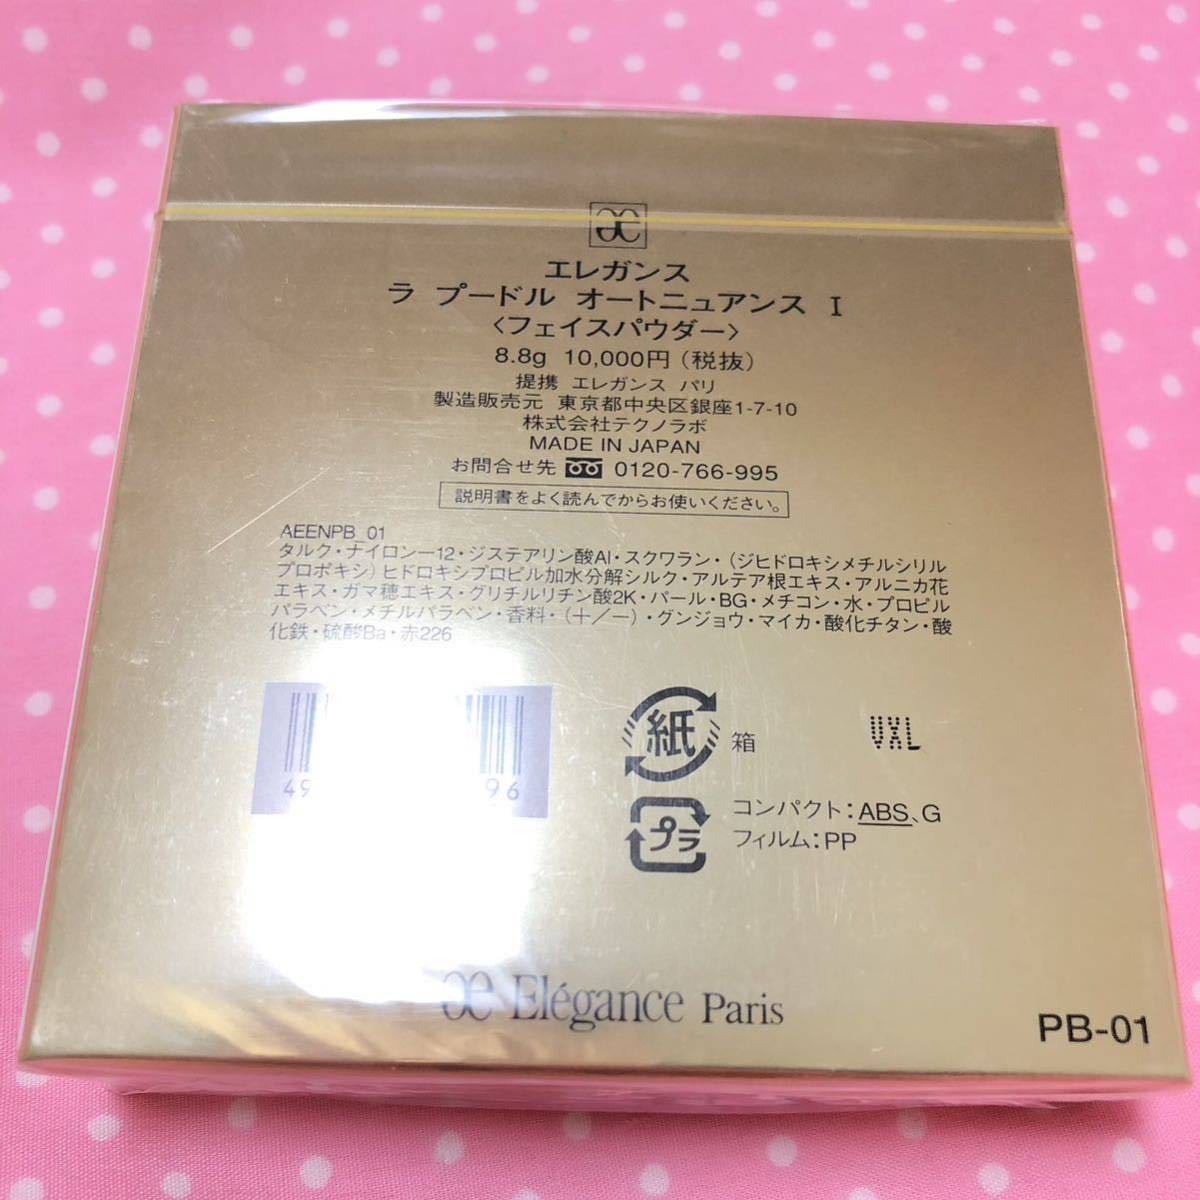 æ
エレガンス
ラ プードル オートニュアンス I
〈フェイスパウダー〉
8.8g 10,000円(税抜)
提携 エレガンス パリ
製造販売元 東京都中央区銀座1-7-10
株式会社テクノラボ
MADE IN JAPAN
お問合せ先 0120-766-995
説明書をよく読んでからお使いください。
AEENPB_01
タルク・ナイロン―12・ジステアリン酸Al・スクワラン・(ジヒドロキシメチルシリル
プロポキシ)ヒドロキシプロピル加水分解シルク・アルテア根エキス・アルニカ花
エキス・ガマ穂エキス・グリチルリチン酸2K・パール・BG・メチコン・水・プロピル
パラベン・メチルパラベン・香料・(+/-)・グンジョウ・マイカ・酸化チタン・酸
化鉄・硫酸Ba・赤226
49 96
紙 箱
VXL
プラ コンパクト:ABS、G
フィルム:PP
æ Elégance Paris
PB-01